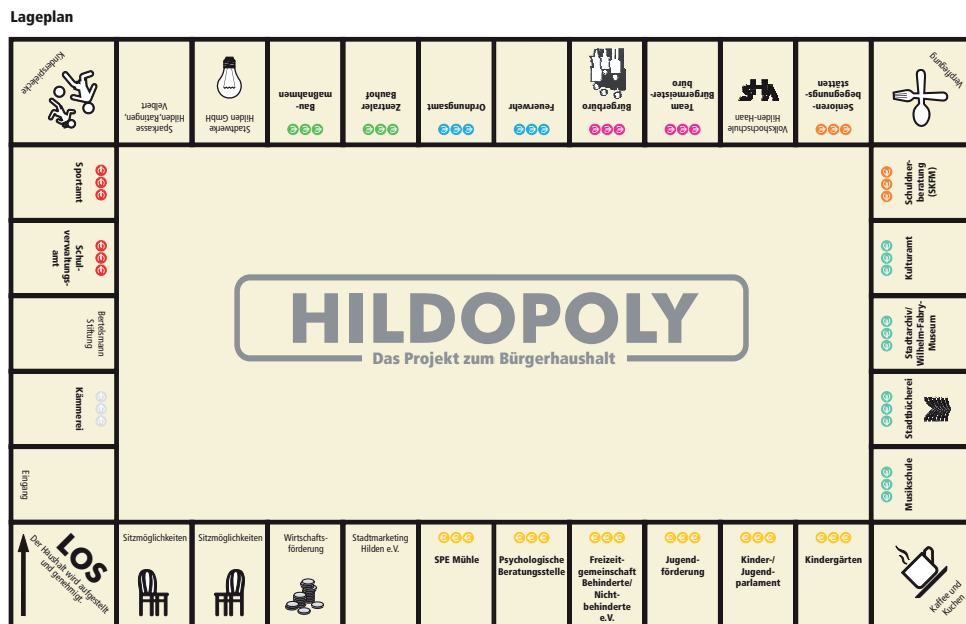 Lageplan
Kinderspielecke
Sparkasse
Hilden,Ratingen,
Velbert
Stadtwerke
Hilden GmbH
Bau-
maßnahmen
Zentraler
Bauhof
Ordnungsamt
Feuerwehr
Bürgerbüro
Team
Bürgermeister-
büro
VHS
Volkshochschule
Hilden-Haan
Senioren-
begegnungs-
stätten
Verpflegung
Sportamt
Schul-
verwaltungs-
amt
Bertelsmann
Stiftung
Kämmerei
Eingang
Schuldner-
beratung
(SKFM)
Kulturamt
Stadtarchiv/
Wilhelm-Fabry-
Museum
Stadtbücherei
Musikschule
HILDOPOLY
Das Projekt zum Bürgerhaushalt
LOS
Der Haushalt wird aufgestellt
und genehmigt.
Sitzmöglichkeiten
Sitzmöglichkeiten
Wirtschafts-
förderung
Stadtmarketing
Hilden e.V.
SPE Mühle
Psychologische
Beratungsstelle
Freizeit-
gemeinschaft
Behinderte/
Nicht-
behinderte
e.V.
Jugend-
förderung
Kinder-/
Jugend-
parlament
Kindergärten
Kaffee und
Kuchen